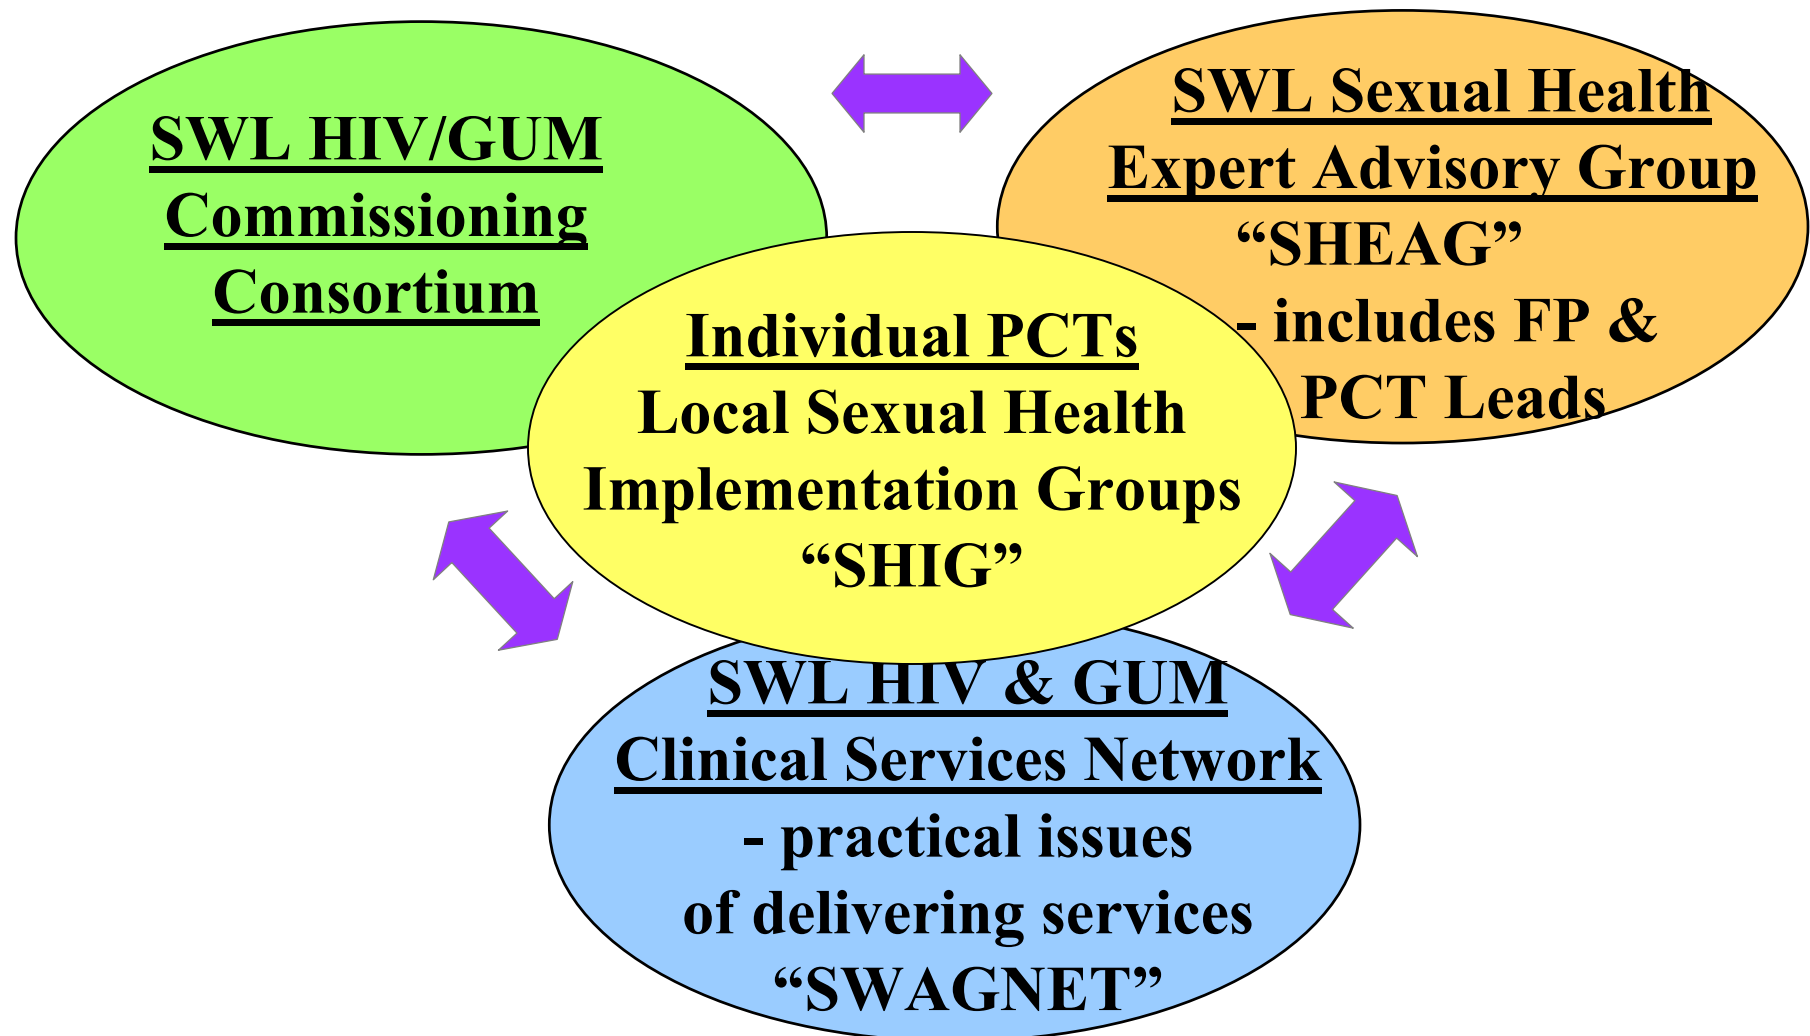 SWL HIV/GUM
Commissioning
Consortium
SWL Sexual Health
Expert Advisory Group
“SHEAG”
- includes FP &
PCT Leads
Individual PCTs
Local Sexual Health
Implementation Groups
“SHIG”
SWL HIV & GUM
Clinical Services Network
- practical issues
of delivering services
“SWAGNET”